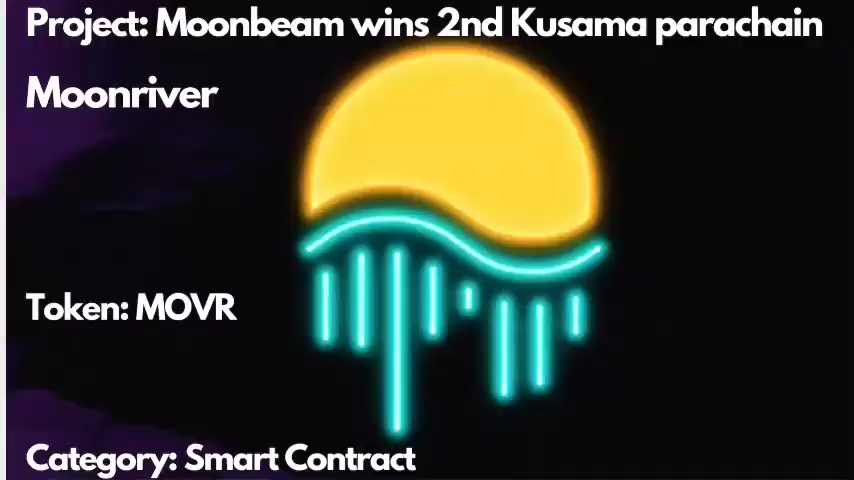 Project: Moonbeam wins 2nd Kusama parachain
Moonriver
Token: MOVR
Category: Smart Contract